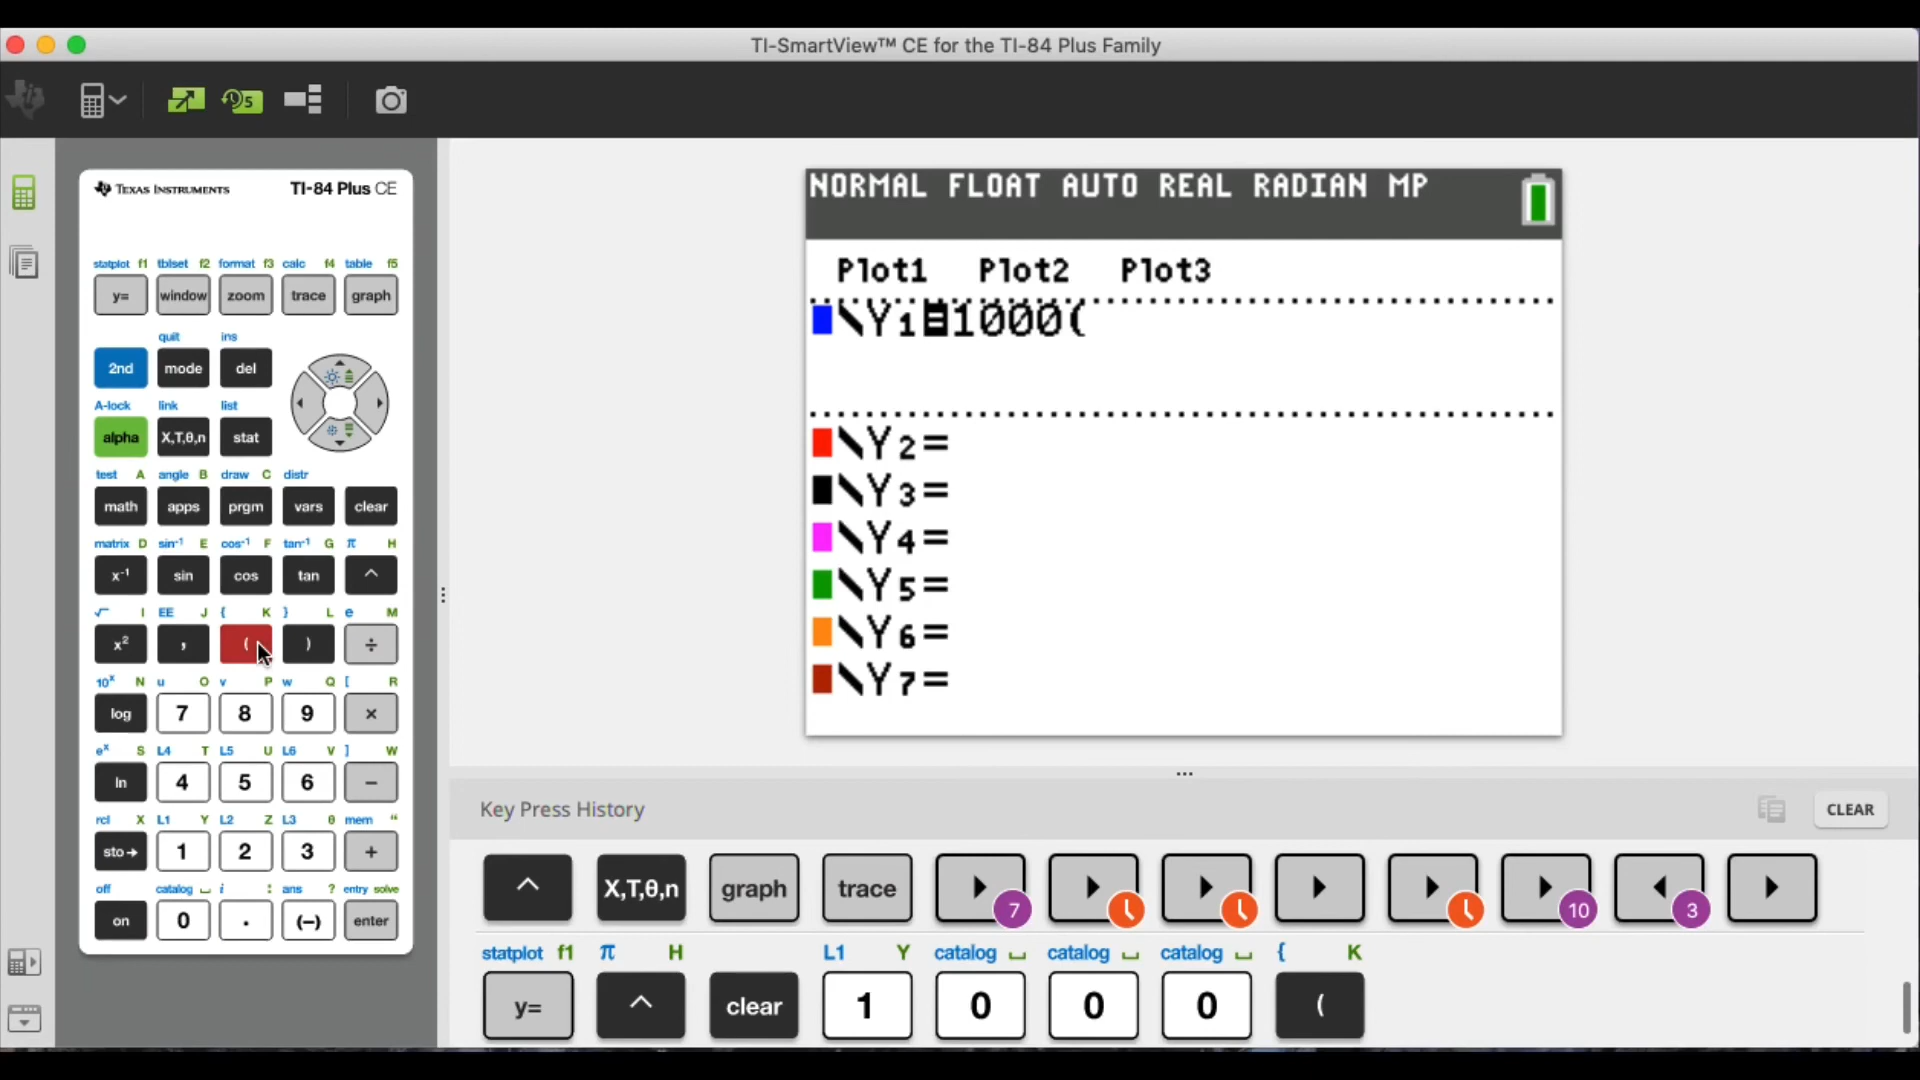 TI-SmartView™ CE for the TI-84 Plus Family
5
TEXAS INSTRUMENTS TI-84 Plus CE
statplot f1 tblset f2 format f3 calc f4 table f5
y= window zoom trace graph
quit ins
2nd mode del
A-lock link list
alpha X,T,θ,n stat
test A angle B draw C distr
math apps prgm vars clear
matrix D sin⁻¹ E cos⁻¹ F tan⁻¹ G π H
x⁻¹ sin cos tan ^
√ I EE J { K } L e M
x² , ( ) ÷
10ˣ N u O v P w Q [ R
log 7 8 9 ×
eˣ S L4 T L5 U L6 V ] W
ln 4 5 6 −
rcl X L1 Y L2 Z L3 θ mem “
sto→ 1 2 3 +
off catalog ⎵ i : ans ? entry solve
on 0 . (−) enter
NORMAL FLOAT AUTO REAL RADIAN MP
Plot1 Plot2 Plot3
\Y1=1000(
\Y2=
\Y3=
\Y4=
\Y5=
\Y6=
\Y7=
Key Press History
CLEAR
^ X,T,θ,n graph trace 7 10 3
statplot f1 π H L1 Y catalog ⎵ catalog ⎵ catalog ⎵ { K
y= ^ clear 1 0 0 0 (